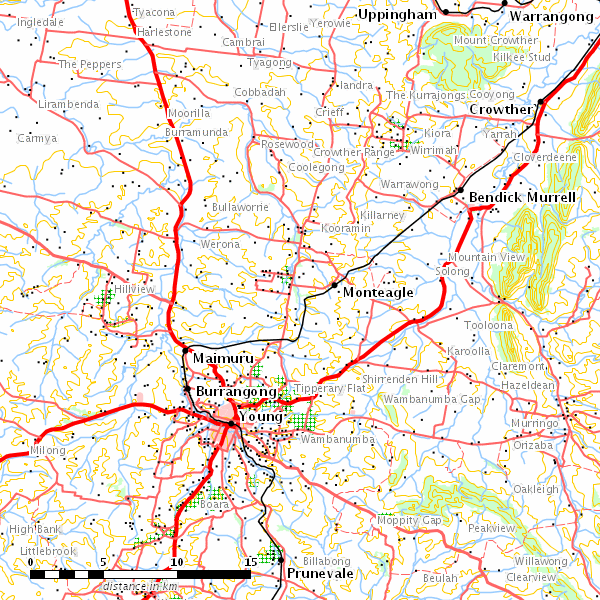 Tyacona
Uppingham
Warrangong
Ingledale
Harlestone
Ellerslie
Yerowie
Cambrai
Mount Crowther
Kilkee Stud
The Peppers
Tyagong
Iandra
Cobbadah
The Kurrajongs
Cooyong
Lirambenda
Moorilla
Crieff
Crowther
Burramunda
Kiora
Yarrah
Carmya
Rosewood
Crowther Range
Wirrimah
Cloverdeene
Coolegong
Warrawong
Bendick Murrell
Bullaworrie
Killarney
Kooramin
Werona
Mountain View
Solong
Hillview
Monteagle
Tooloona
Maimuru
Karoolla
Claremont
Shirrenden Hill
Hazeldean
Burrangong
Tipperary Flat
Wambanumba Gap
Young
Murringo
Wambanumba
Orizaba
Milong
Oakleigh
Boara
Moppity Gap
High Bank
Peakview
Littlebrook
Billabong
Willawong
0 5 10 15
Prunevale
Beulah
Clearview
distance in km